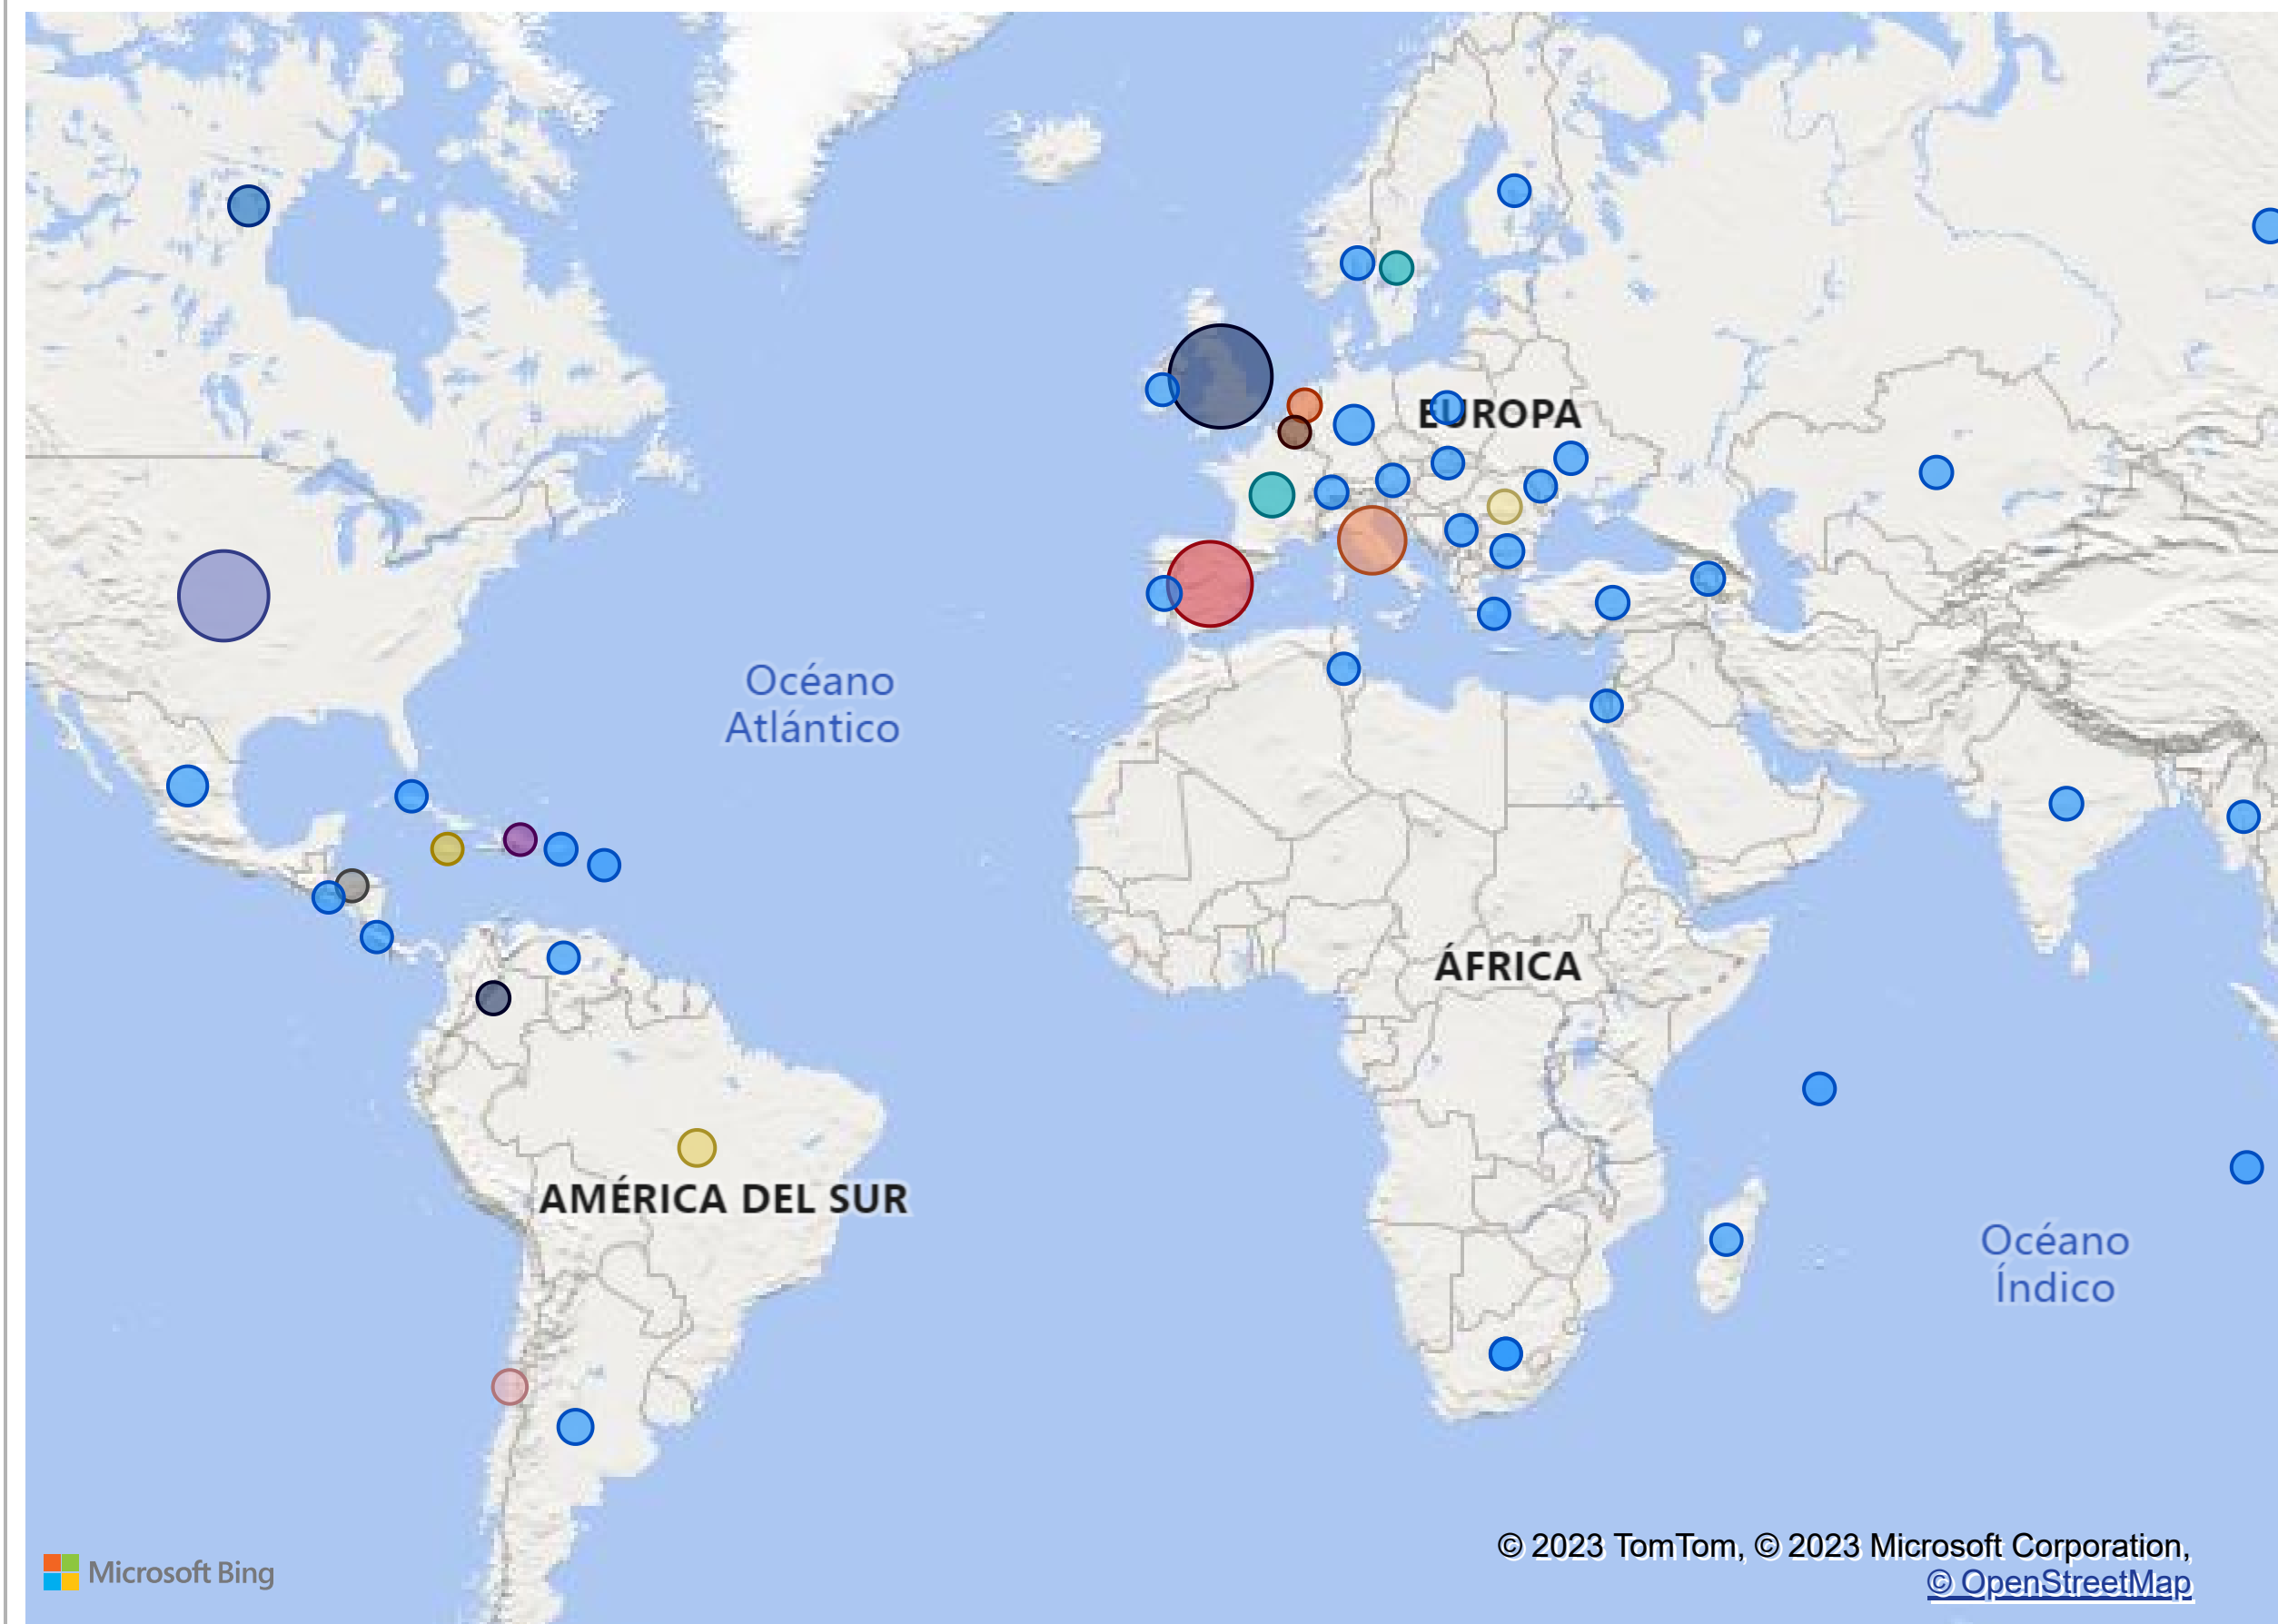 EUROPA
Océano
Atlántico
ÁFRICA
AMÉRICA DEL SUR
Océano
Índico
© 2023 TomTom, © 2023 Microsoft Corporation,
© OpenStreetMap
Microsoft Bing